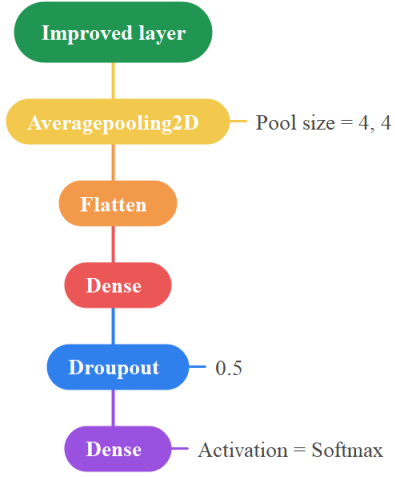 Improved layer
Averagepooling2D
Pool size = 4, 4
Flatten
Dense
Droupout
0.5
Dense
Activation = Softmax